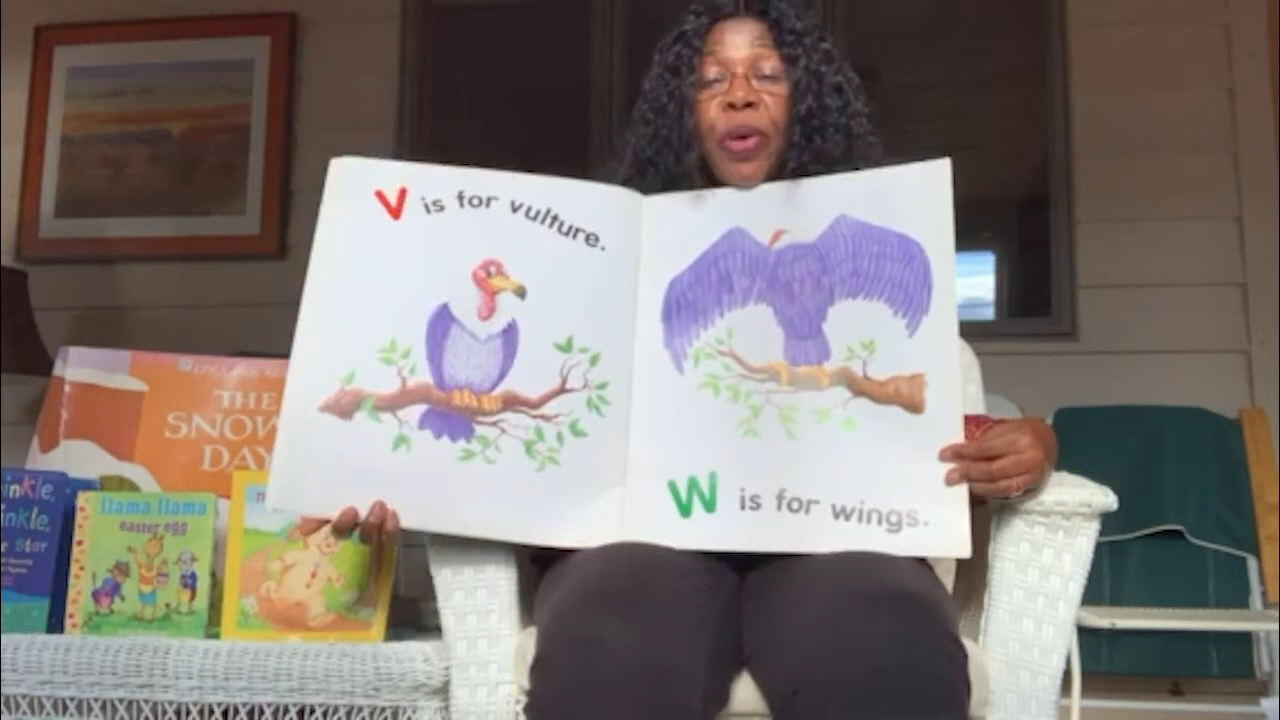 V is for vulture.
W is for wings.
THE
SNOW
DAY
inkle,
inkle,
star
llama llama
easter egg